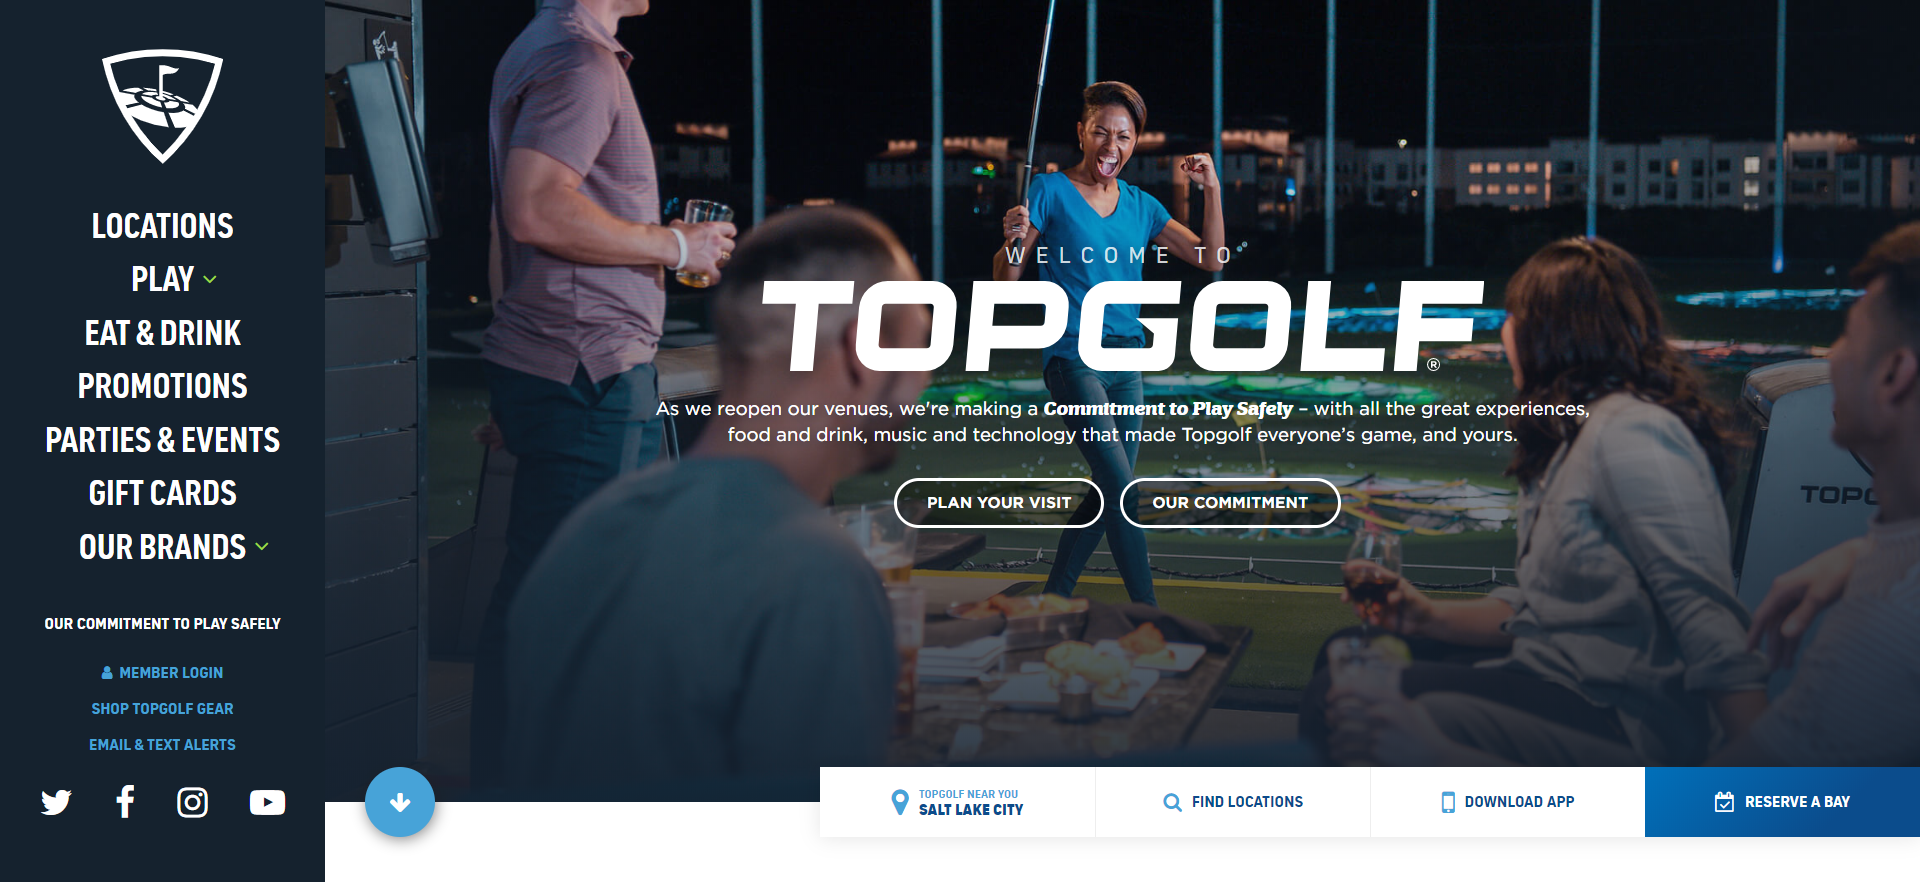 LOCATIONS
PLAY
EAT & DRINK
PROMOTIONS
PARTIES & EVENTS
GIFT CARDS
OUR BRANDS
OUR COMMITMENT TO PLAY SAFELY
MEMBER LOGIN
SHOP TOPGOLF GEAR
EMAIL & TEXT ALERTS
WELCOME TO
TOPGOLF®
As we reopen our venues, we're making a Commitment to Play Safely – with all the great experiences,
food and drink, music and technology that made Topgolf everyone’s game, and yours.
PLAN YOUR VISIT
OUR COMMITMENT
TOPG
TOPGOLF NEAR YOU
SALT LAKE CITY
FIND LOCATIONS
DOWNLOAD APP
RESERVE A BAY